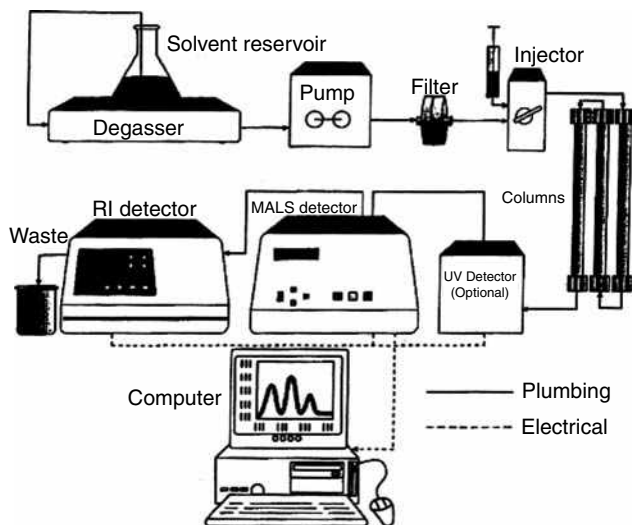 Solvent reservoir
Degasser
Pump
Filter
Injector
Columns
RI detector
MALS detector
Waste
UV Detector
(Optional)
Computer
Plumbing
Electrical